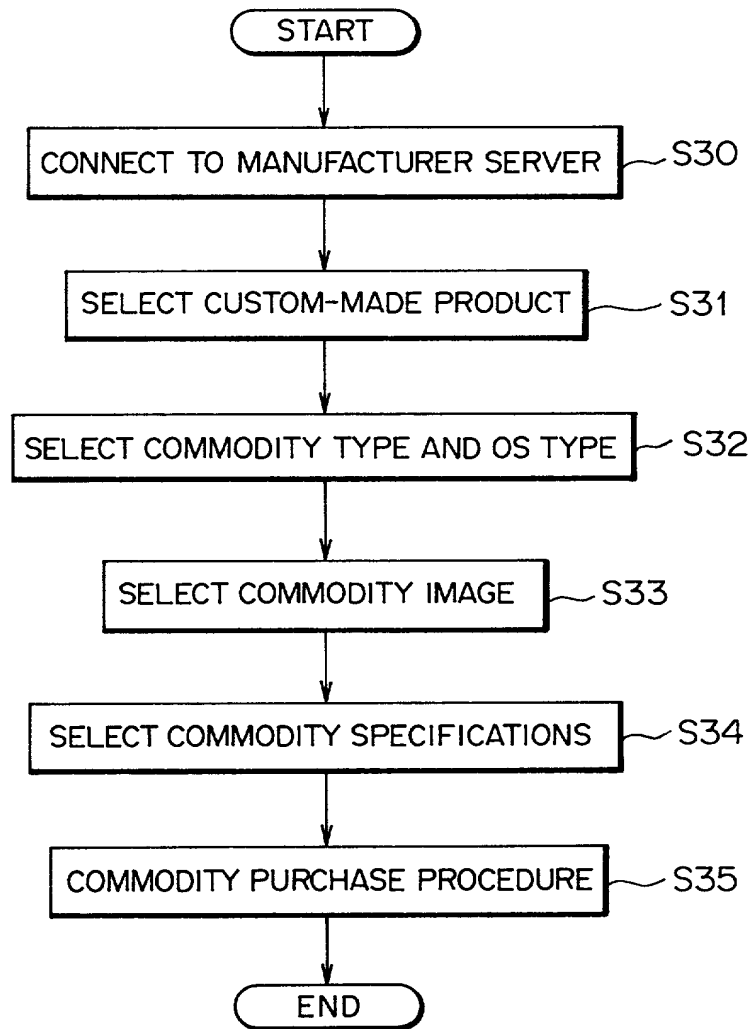 START
CONNECT TO MANUFACTURER SERVER
S30
SELECT CUSTOM-MADE PRODUCT
S31
SELECT COMMODITY TYPE AND OS TYPE
S32
SELECT COMMODITY IMAGE
S33
SELECT COMMODITY SPECIFICATIONS
S34
COMMODITY PURCHASE PROCEDURE
S35
END